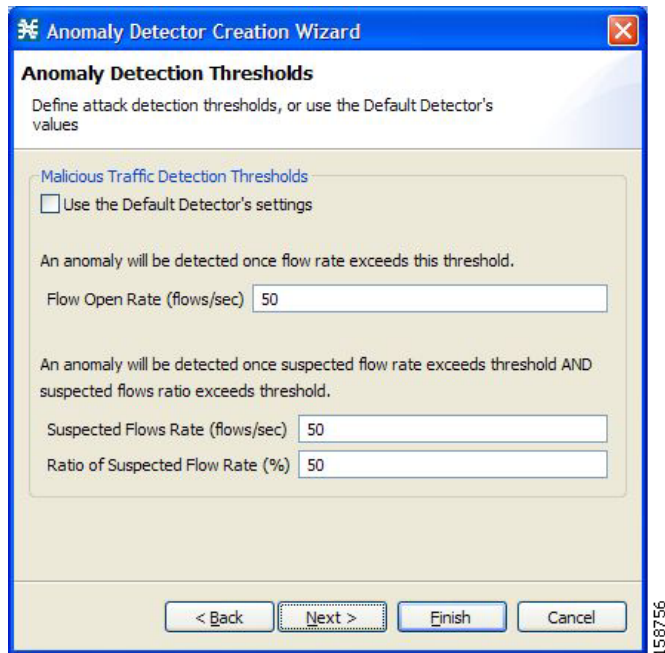 Anomaly Detector Creation Wizard
Anomaly Detection Thresholds
Define attack detection thresholds, or use the Default Detector's
values
Malicious Traffic Detection Thresholds
Use the Default Detector's settings
An anomaly will be detected once flow rate exceeds this threshold.
Flow Open Rate (flows/sec) 50
An anomaly will be detected once suspected flow rate exceeds threshold AND
suspected flows ratio exceeds threshold.
Suspected Flows Rate (flows/sec) 50
Ratio of Suspected Flow Rate (%) 50
< Back Next > Finish Cancel
158756